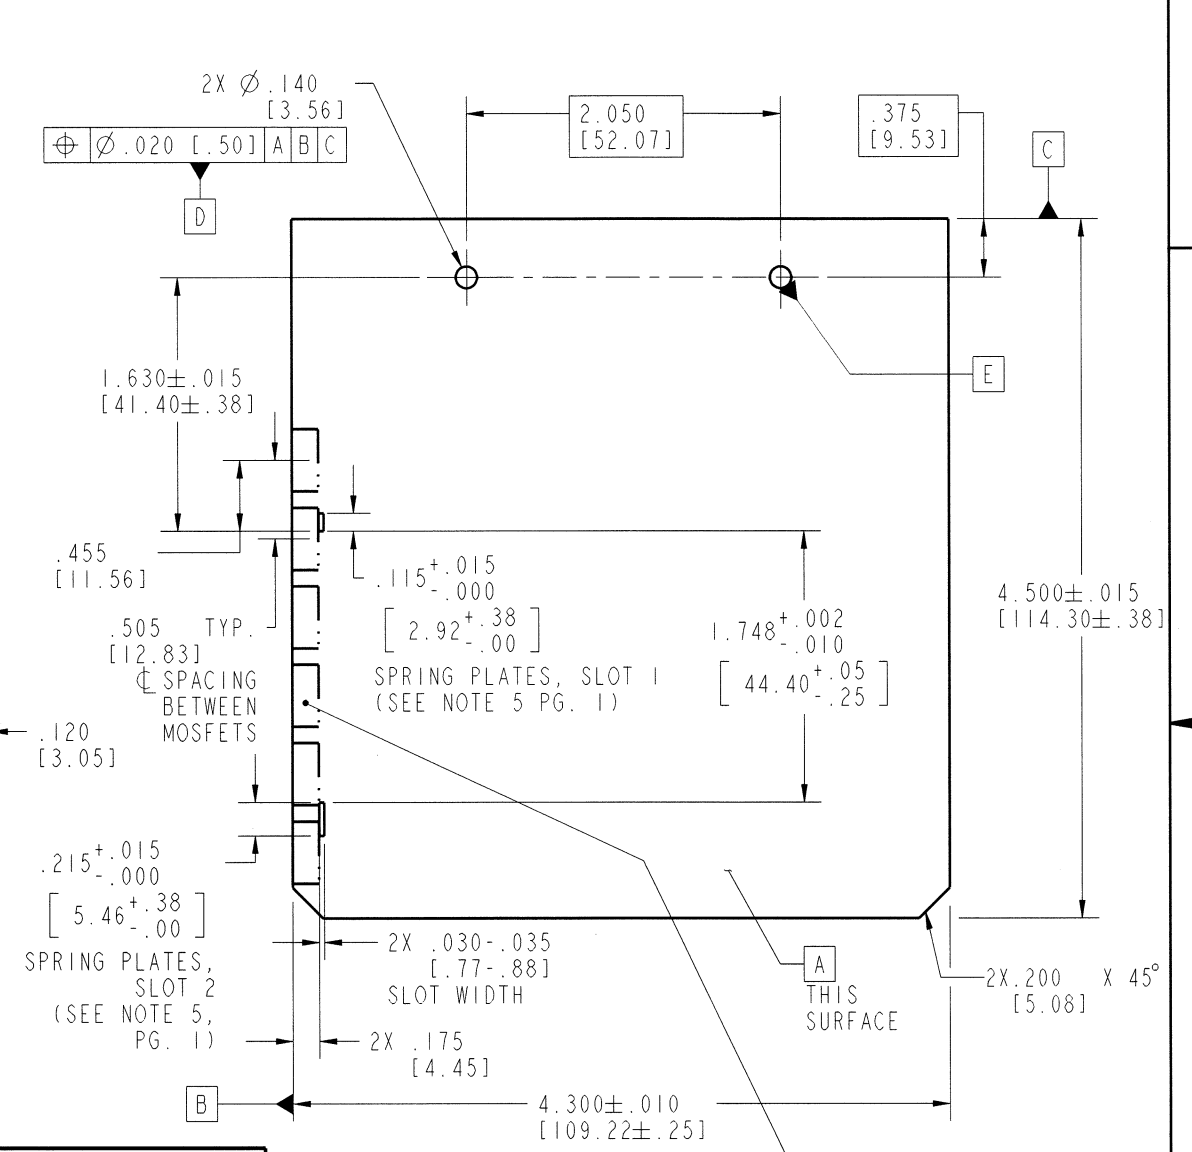 2X Ø .140
[3.56]
⌖ Ø .020 [.50] A B C
D
2.050
[52.07]
.375
[9.53]
C
1.630±.015
[41.40±.38]
E
.455
[11.56]
.115 +.015
-.000
[2.92 +.38
-.00]
SPRING PLATES, SLOT 1
(SEE NOTE 5 PG. 1)
.505 TYP.
[12.83]
℄ SPACING
BETWEEN
MOSFETS
1.748 +.002
-.010
[44.40 +.05
-.25]
4.500±.015
[114.30±.38]
.120
[3.05]
.215 +.015
-.000
[5.46 +.38
-.00]
SPRING PLATES,
SLOT 2
(SEE NOTE 5,
PG. 1)
2X .030-.035
[.77-.88]
SLOT WIDTH
A
THIS
SURFACE
2X.200 X 45°
[5.08]
2X .175
[4.45]
B
4.300±.010
[109.22±.25]